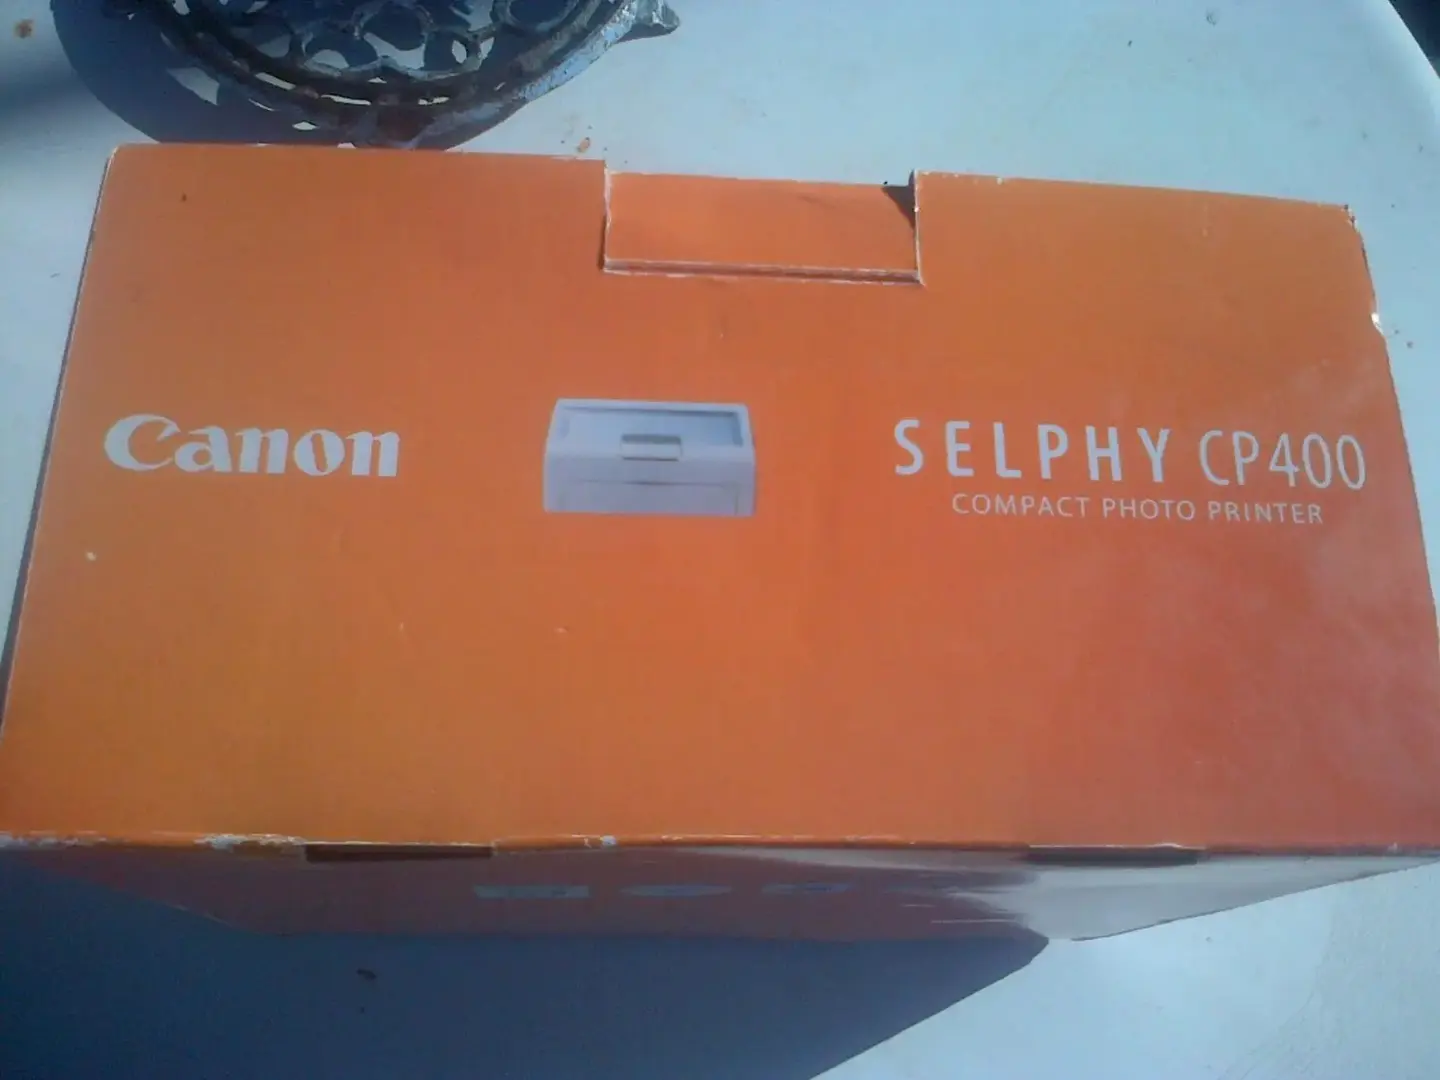 Canon
SELPHY CP400
COMPACT PHOTO PRINTER